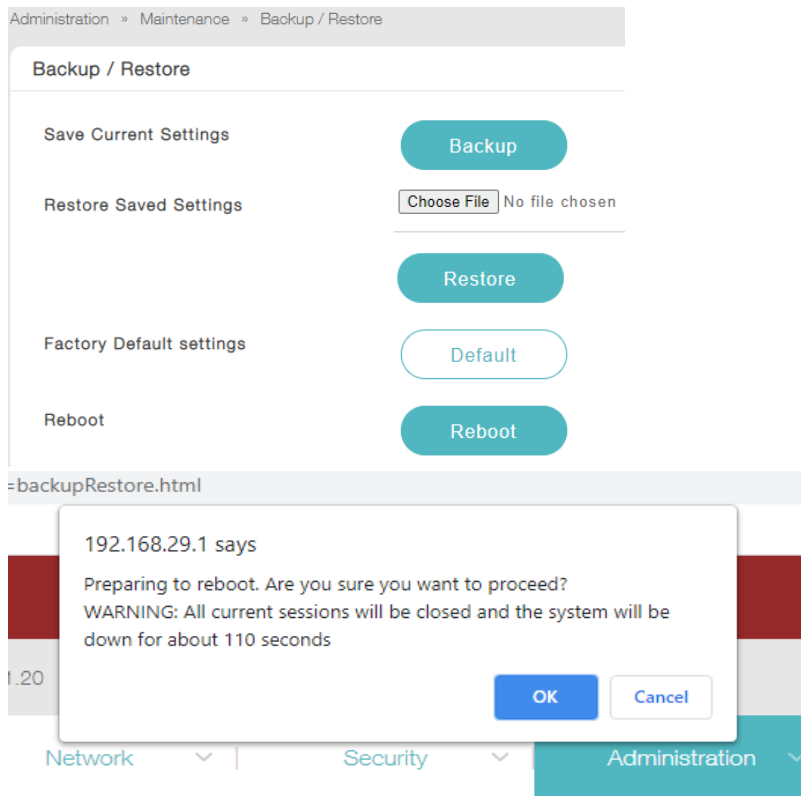 Administration » Maintenance » Backup / Restore
Backup / Restore
Save Current Settings
Backup
Restore Saved Settings
Choose File No file chosen
Restore
Factory Default settings
Default
Reboot
Reboot
=backupRestore.html
192.168.29.1 says
Preparing to reboot. Are you sure you want to proceed?
WARNING: All current sessions will be closed and the system will be
down for about 110 seconds
1.20
OK Cancel
Network Security Administration